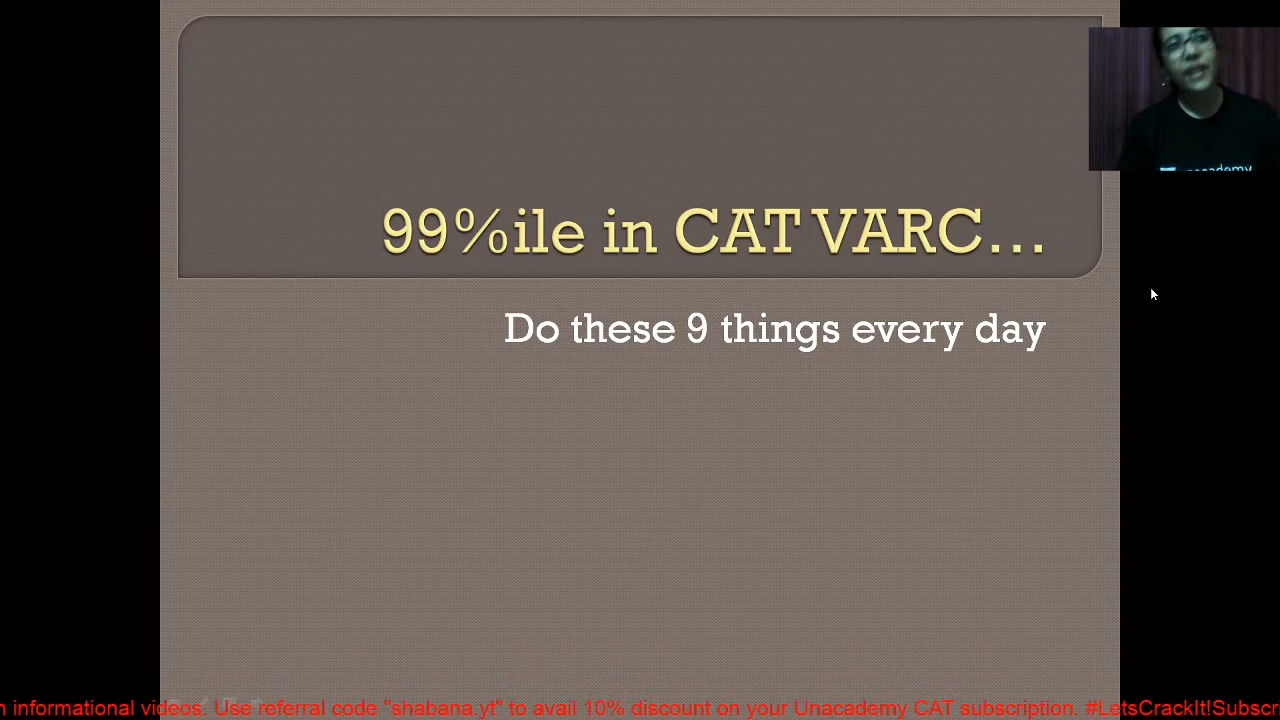 99%ile in CAT VARC...
Do these 9 things every day
unacademy
n informational videos. Use referral code "shabana.yt" to avail 10% discount on your Unacademy CAT subscription. #LetsCrackIt!Subscr